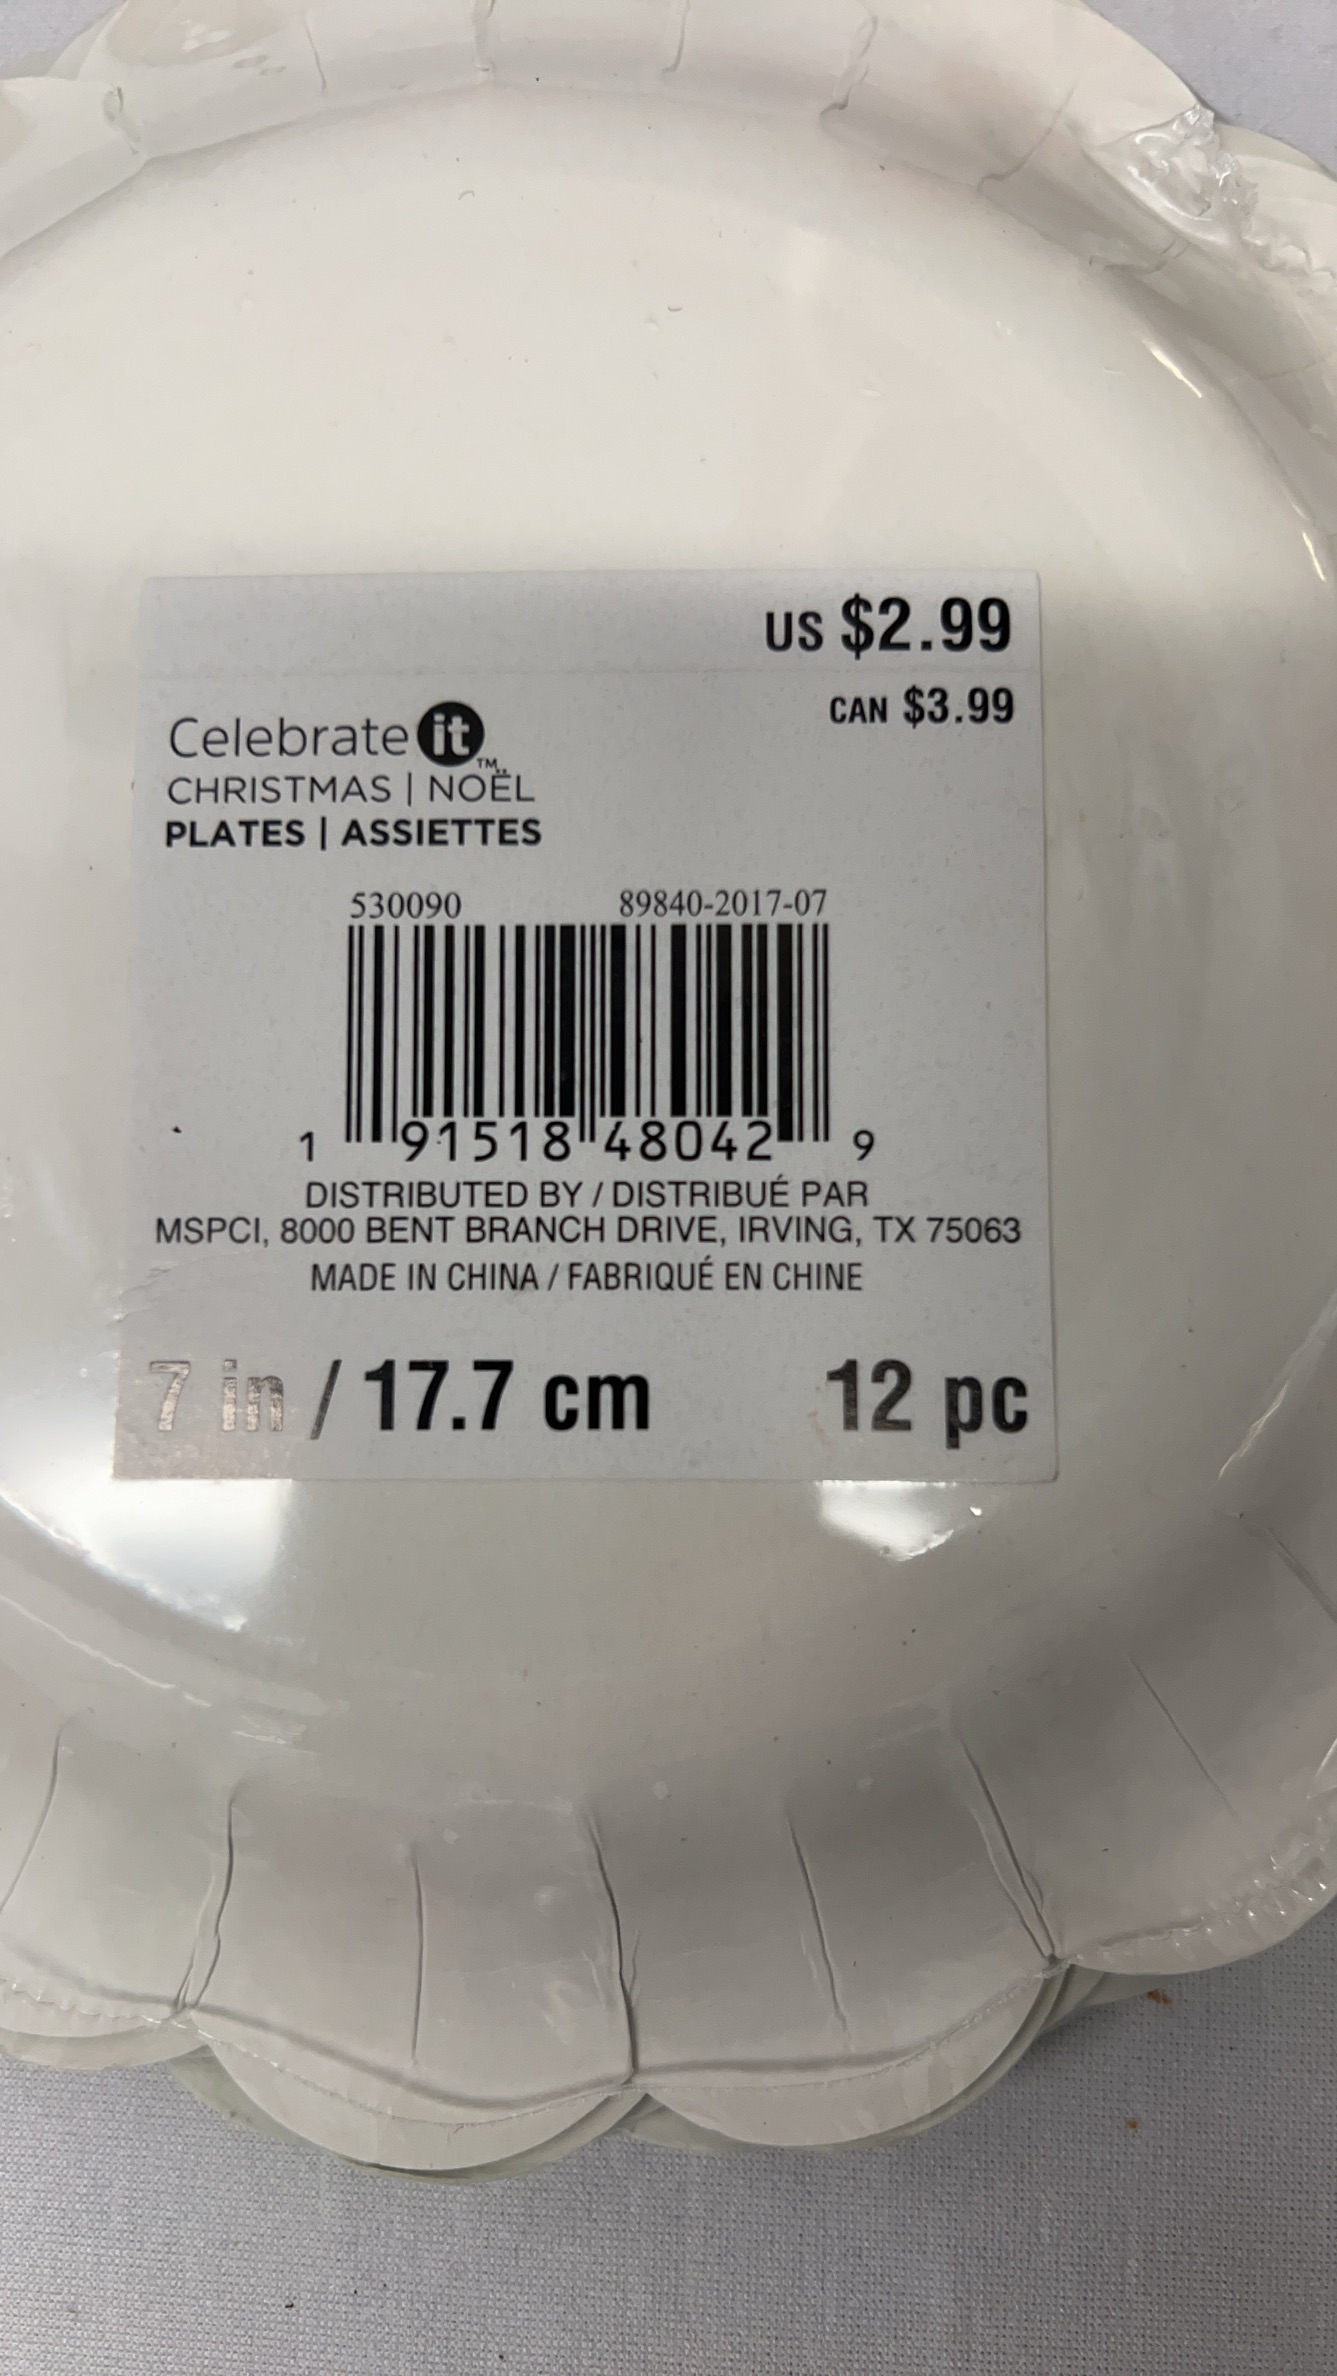 US $2.99
CAN $3.99
Celebrate it™
CHRISTMAS | NOËL
PLATES | ASSIETTES
530090 89840-2017-07
1 91518 48042 9
DISTRIBUTED BY / DISTRIBUÉ PAR
MSPCI, 8000 BENT BRANCH DRIVE, IRVING, TX 75063
MADE IN CHINA / FABRIQUÉ EN CHINE
7 in / 17.7 cm 12 pc